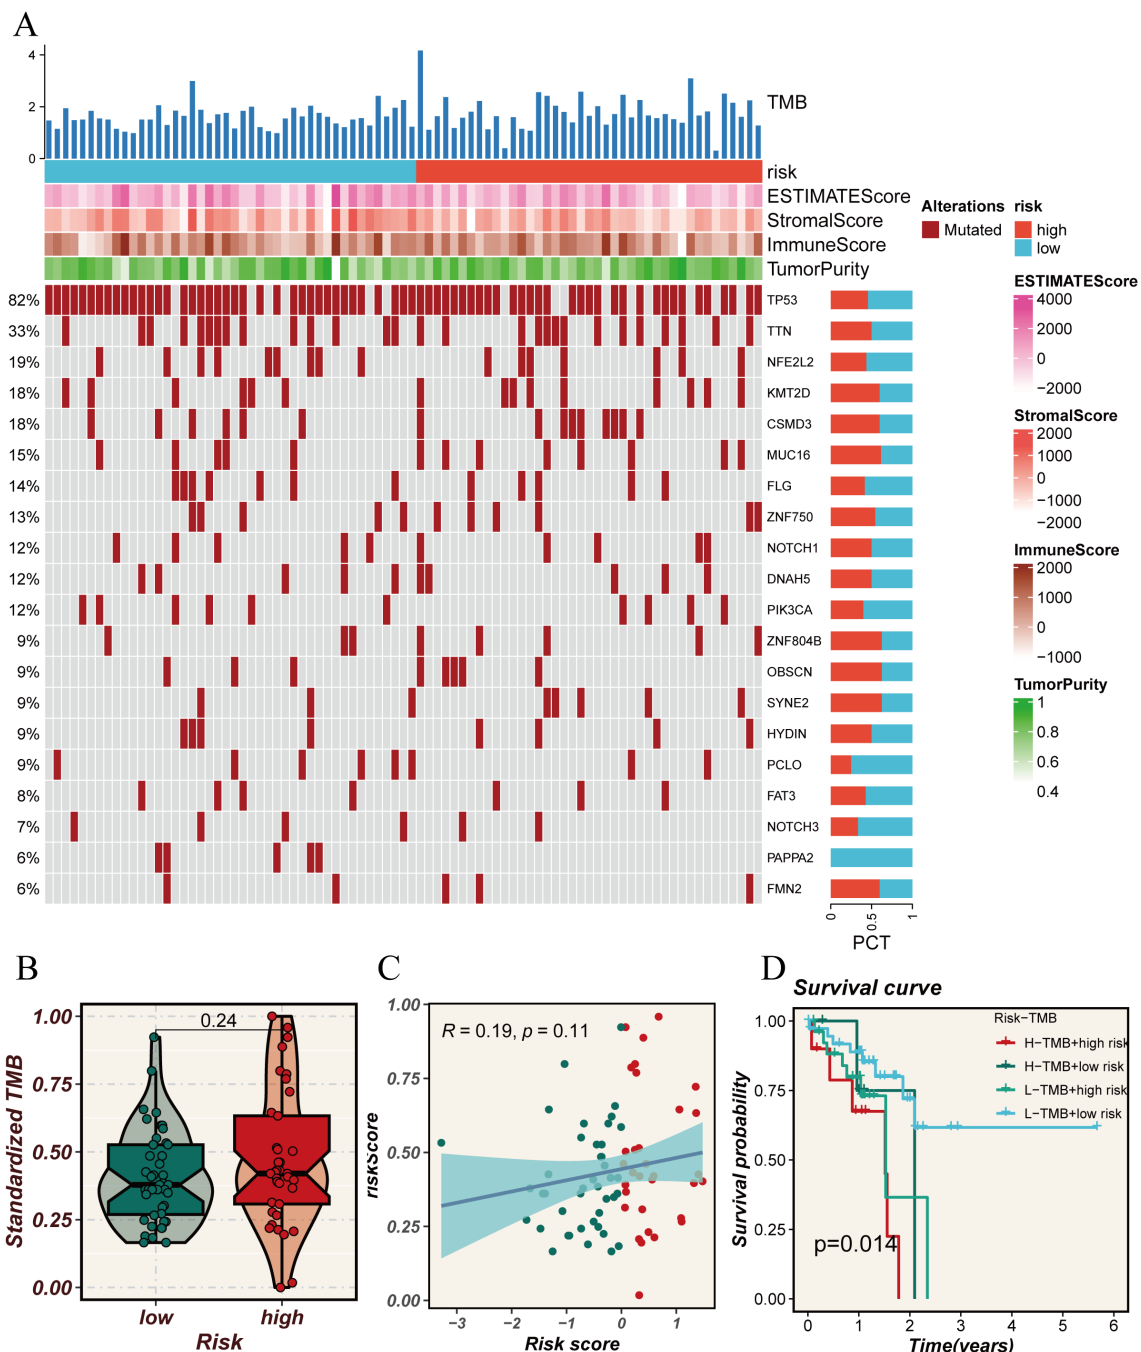 A
4
2
0
TMB
risk
ESTIMATEScore
StromalScore
ImmuneScore
TumorPurity
Alterations
Mutated
risk
high
low
ESTIMATEScore
4000
2000
0
−2000
StromalScore
2000
1000
0
−1000
−2000
ImmuneScore
2000
1000
0
−1000
TumorPurity
1
0.8
0.6
0.4
82% TP53
33% TTN
19% NFE2L2
18% KMT2D
18% CSMD3
15% MUC16
14% FLG
13% ZNF750
12% NOTCH1
12% DNAH5
12% PIK3CA
9% ZNF804B
9% OBSCN
9% SYNE2
9% HYDIN
9% PCLO
8% FAT3
7% NOTCH3
6% PAPPA2
6% FMN2
0 0.5 1
PCT
B
Standardized TMB
1.00
0.75
0.50
0.25
0.00
0.24
low high
Risk
C
riskScore
1.00
0.75
0.50
0.25
0.00
R = 0.19, p = 0.11
−3 −2 −1 0 1
Risk score
D
Survival curve
Survival probability
1.00
0.75
0.50
0.25
0.00
Risk−TMB
H−TMB+high risk
H−TMB+low risk
L−TMB+high risk
L−TMB+low risk
p=0.014
0 1 2 3 4 5 6
Time(years)